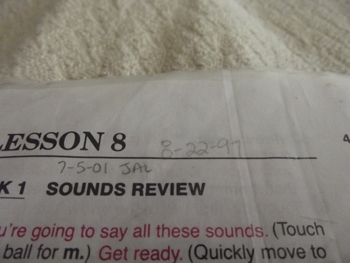 LESSON 8 8-22-97
7-5-01 JAL
K 1 SOUNDS REVIEW
u're going to say all these sounds. (Touch
ball for m.) Get ready. (Quickly move to